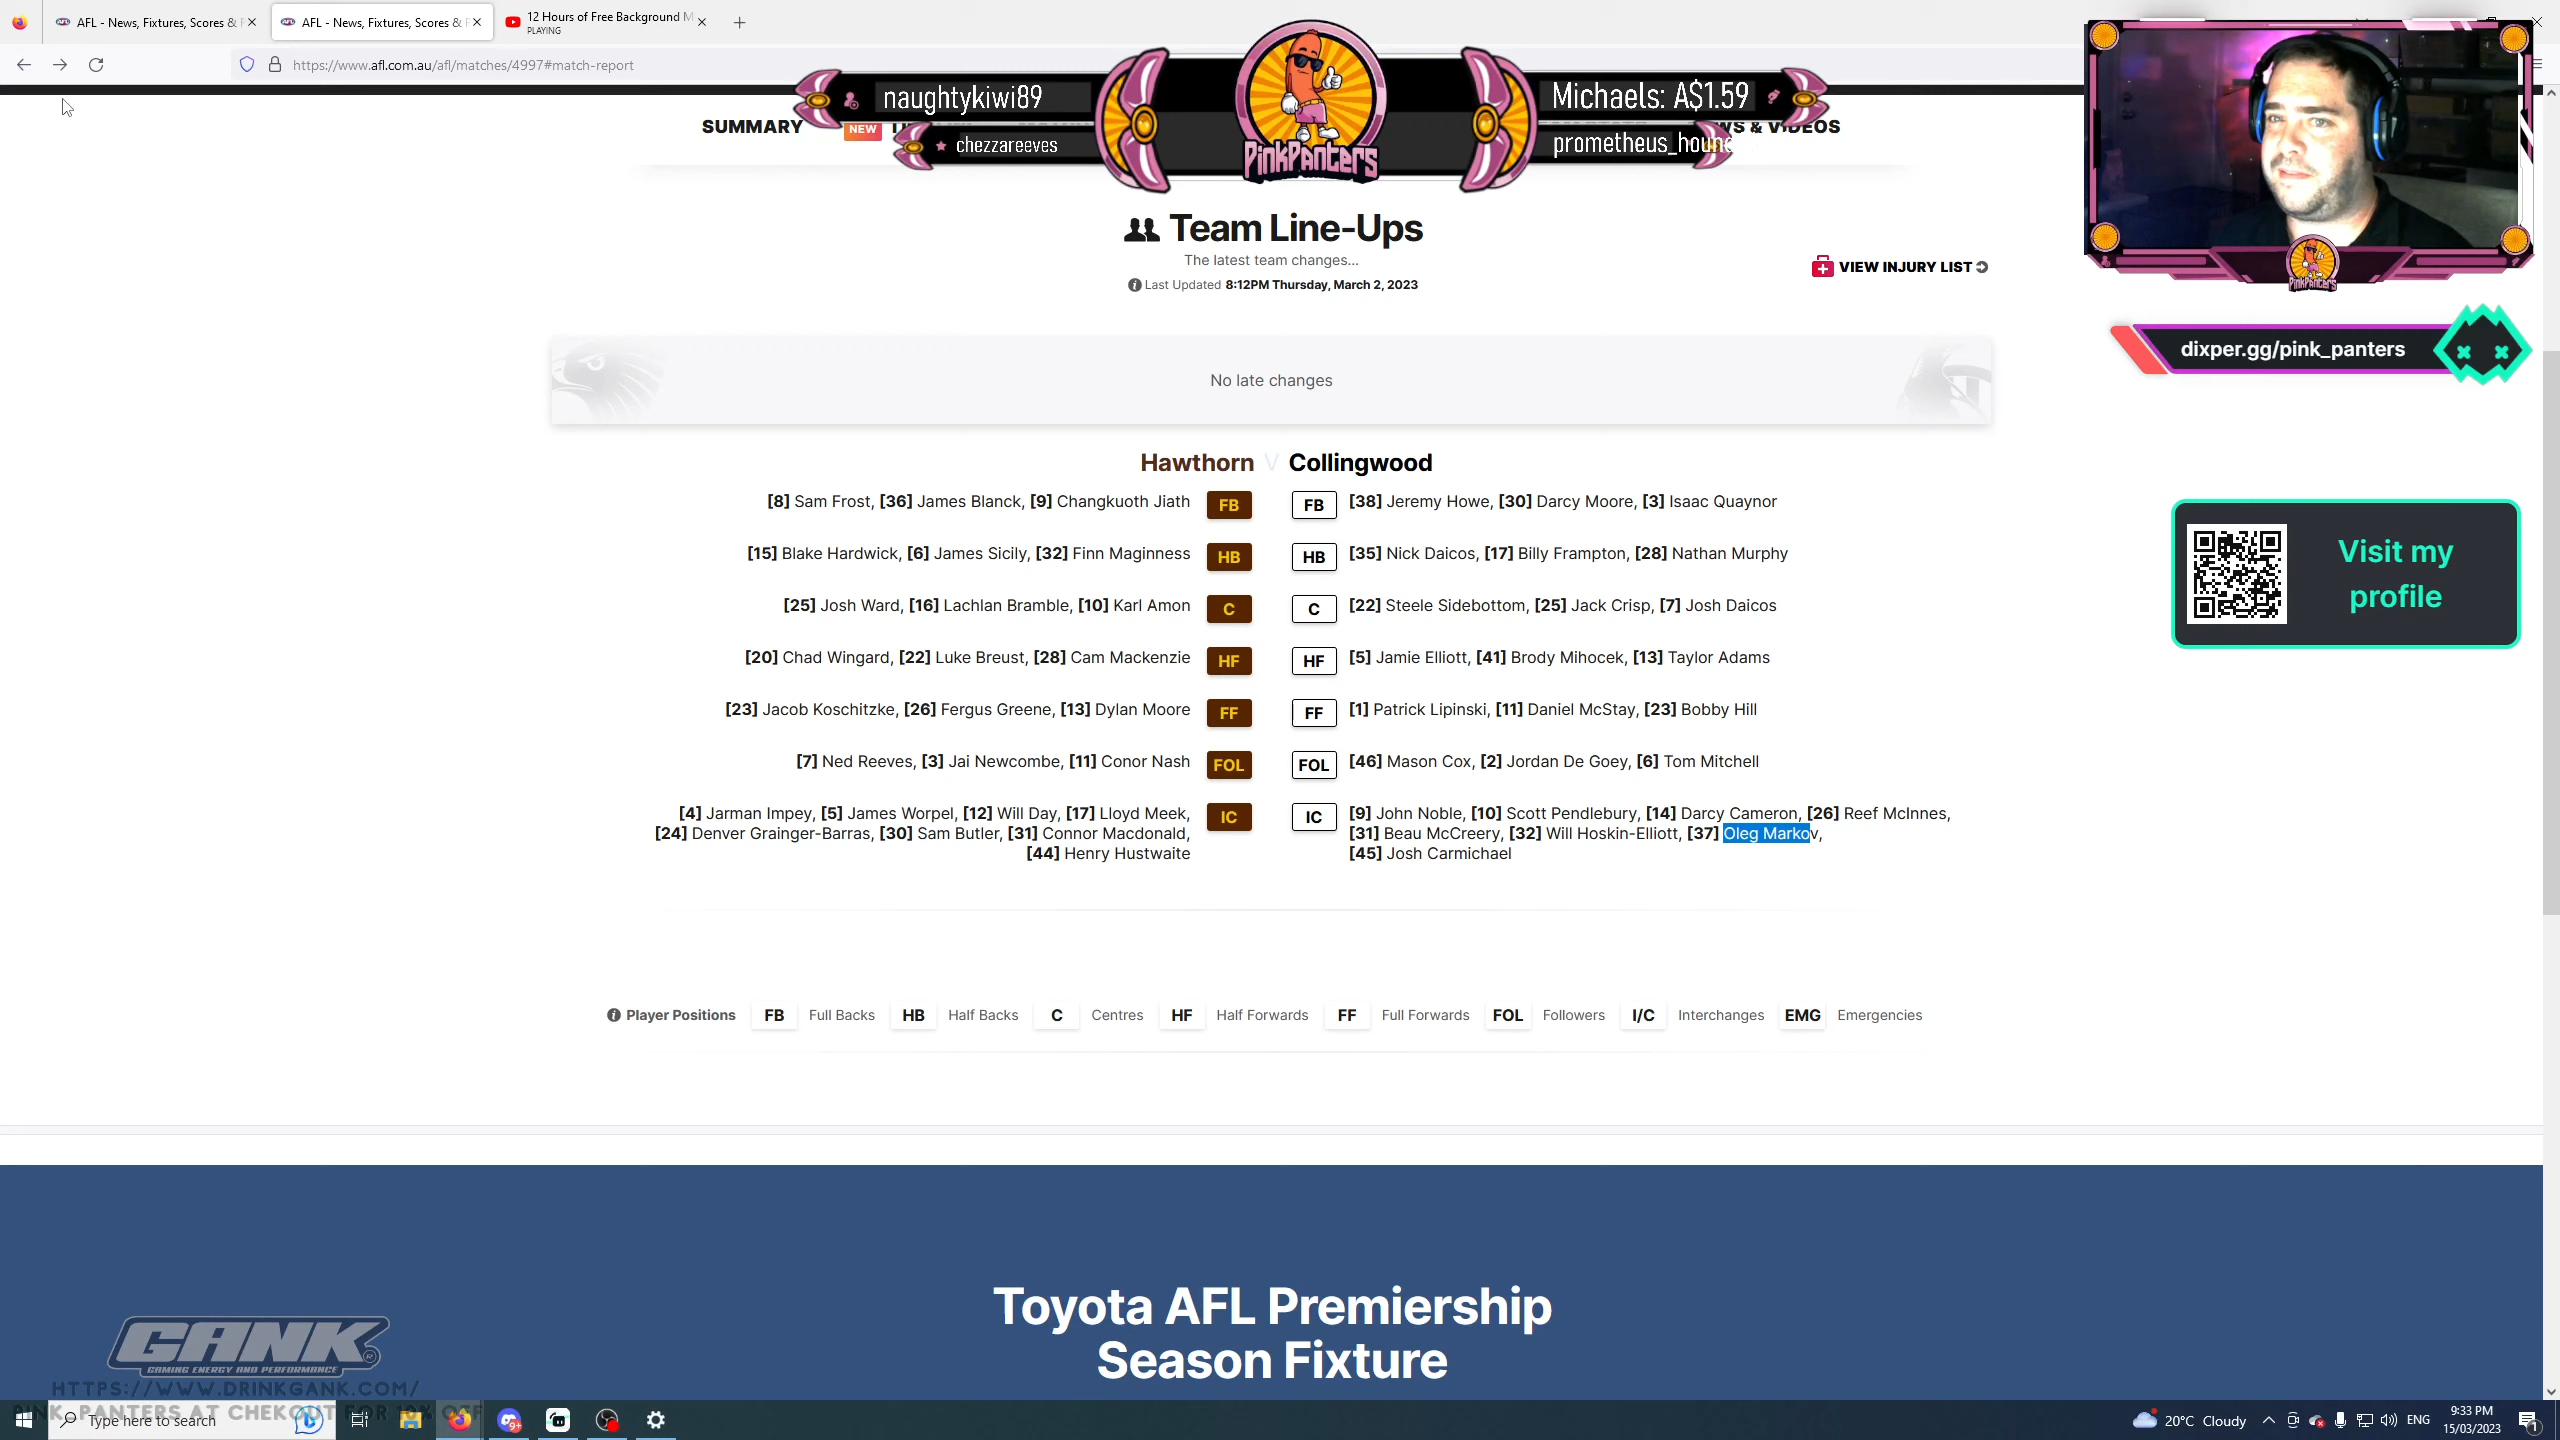 AFL - News, Fixtures, Scores & F
AFL - News, Fixtures, Scores & F
12 Hours of Free Background M
PLAYING
https://www.afl.com.au/afl/matches/4997#match-report
naughtykiwi89
chezzareeves
PinkPanters
Michaels: A$1.59
prometheus_houn
SUMMARY
NEW
WS & VIDEOS
Team Line-Ups
The latest team changes...
Last Updated 8:12PM Thursday, March 2, 2023
VIEW INJURY LIST
PINKPANTERS
dixper.gg/pink_panters
Visit my
profile
No late changes
Hawthorn V Collingwood
[8] Sam Frost, [36] James Blanck, [9] Changkuoth Jiath FB FB [38] Jeremy Howe, [30] Darcy Moore, [3] Isaac Quaynor
[15] Blake Hardwick, [6] James Sicily, [32] Finn Maginness HB HB [35] Nick Daicos, [17] Billy Frampton, [28] Nathan Murphy
[25] Josh Ward, [16] Lachlan Bramble, [10] Karl Amon C C [22] Steele Sidebottom, [25] Jack Crisp, [7] Josh Daicos
[20] Chad Wingard, [22] Luke Breust, [28] Cam Mackenzie HF HF [5] Jamie Elliott, [41] Brody Mihocek, [13] Taylor Adams
[23] Jacob Koschitzke, [26] Fergus Greene, [13] Dylan Moore FF FF [1] Patrick Lipinski, [11] Daniel McStay, [23] Bobby Hill
[7] Ned Reeves, [3] Jai Newcombe, [11] Conor Nash FOL FOL [46] Mason Cox, [2] Jordan De Goey, [6] Tom Mitchell
[4] Jarman Impey, [5] James Worpel, [12] Will Day, [17] Lloyd Meek, IC IC [9] John Noble, [10] Scott Pendlebury, [14] Darcy Cameron, [26] Reef McInnes,
[24] Denver Grainger-Barras, [30] Sam Butler, [31] Connor Macdonald, [31] Beau McCreery, [32] Will Hoskin-Elliott, [37] Oleg Markov,
[44] Henry Hustwaite [45] Josh Carmichael
Player Positions FB Full Backs HB Half Backs C Centres HF Half Forwards FF Full Forwards FOL Followers I/C Interchanges EMG Emergencies
Toyota AFL Premiership
Season Fixture
GANK
GAMING ENERGY AND PERFORMANCE
HTTPS://WWW.DRINKGANK.COM/
PINK_PANTERS AT CHEKOUT FOR 10% OFF
Type here to search
9+
20°C Cloudy
ENG
9:33 PM
15/03/2023
1